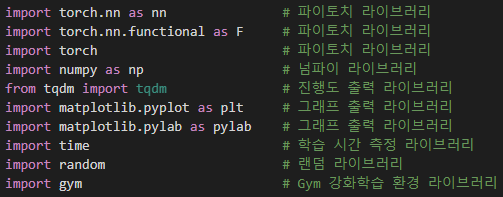 import torch.nn as nn # 파이토치 라이브러리
import torch.nn.functional as F # 파이토치 라이브러리
import torch # 파이토치 라이브러리
import numpy as np # 넘파이 라이브러리
from tqdm import tqdm # 진행도 출력 라이브러리
import matplotlib.pyplot as plt # 그래프 출력 라이브러리
import matplotlib.pylab as pylab # 그래프 출력 라이브러리
import time # 학습 시간 측정 라이브러리
import random # 랜덤 라이브러리
import gym # Gym 강화학습 환경 라이브러리